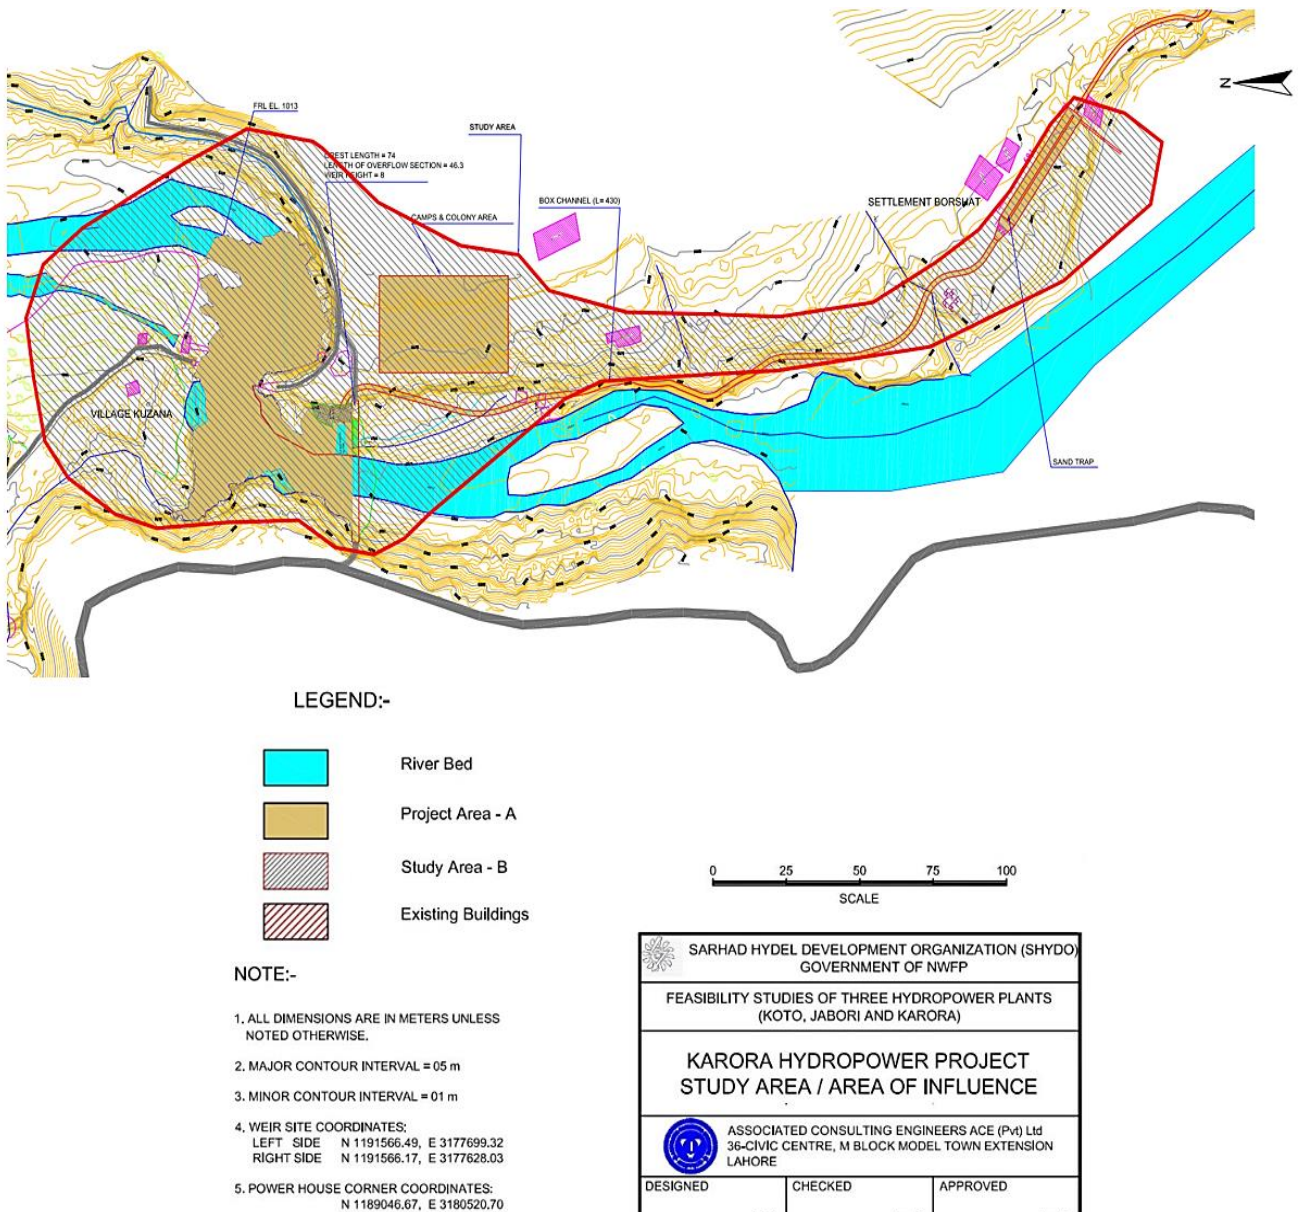 N
FRL EL. 1013
STUDY AREA
CREST LENGTH = 74
LENGTH OF OVERFLOW SECTION = 46.3
WEIR HEIGHT = 8
CAMPS & COLONY AREA
BOX CHANNEL (L= 430)
SETTLEMENT BORSHAT
VILLAGE KUZANA
SAND TRAP
LEGEND:-
River Bed
Project Area - A
Study Area - B
Existing Buildings
0 25 50 75 100
SCALE
NOTE:-
1. ALL DIMENSIONS ARE IN METERS UNLESS
NOTED OTHERWISE.
2. MAJOR CONTOUR INTERVAL = 05 m
3. MINOR CONTOUR INTERVAL = 01 m
4. WEIR SITE COORDINATES;
LEFT SIDE N 1191566.49, E 3177699.32
RIGHT SIDE N 1191566.17, E 3177628.03
5. POWER HOUSE CORNER COORDINATES:
N 1189046.67, E 3180520.70
SARHAD HYDEL DEVELOPMENT ORGANIZATION (SHYDO)
GOVERNMENT OF NWFP
FEASIBILITY STUDIES OF THREE HYDROPOWER PLANTS
(KOTO, JABORI AND KARORA)
KARORA HYDROPOWER PROJECT
STUDY AREA / AREA OF INFLUENCE
ASSOCIATED CONSULTING ENGINEERS ACE (Pvt) Ltd
36-CIVIC CENTRE, M BLOCK MODEL TOWN EXTENSION
LAHORE
DESIGNED CHECKED APPROVED